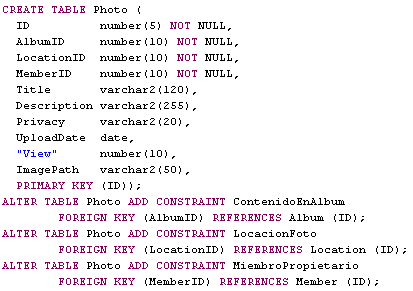 CREATE TABLE Photo (
  ID          number(5) NOT NULL,
  AlbumID     number(10) NOT NULL,
  LocationID  number(10) NOT NULL,
  MemberID    number(10) NOT NULL,
  Title       varchar2(120),
  Description varchar2(255),
  Privacy     varchar2(20),
  UploadDate  date,
  "View"      number(10),
  ImagePath   varchar2(50),
  PRIMARY KEY (ID));
ALTER TABLE Photo ADD CONSTRAINT ContenidoEnAlbum
        FOREIGN KEY (AlbumID) REFERENCES Album (ID);
ALTER TABLE Photo ADD CONSTRAINT LocacionFoto
        FOREIGN KEY (LocationID) REFERENCES Location (ID);
ALTER TABLE Photo ADD CONSTRAINT MiembroPropietario
        FOREIGN KEY (MemberID) REFERENCES Member (ID);